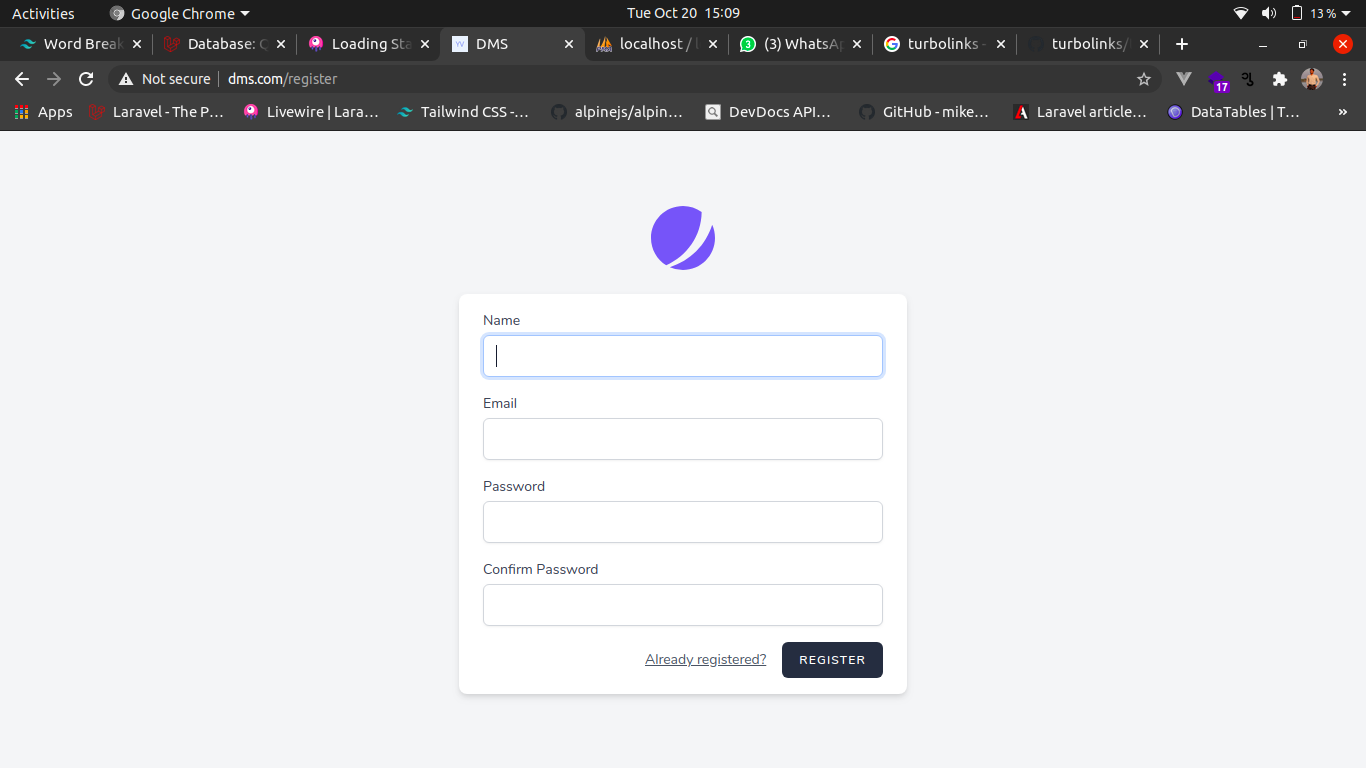 Activities Google Chrome Tue Oct 20 15:09 13 %
Word Break Database: Q Loading Sta DMS localhost / l (3) WhatsAp turbolinks - turbolinks/
Not secure dms.com/register 17
Apps Laravel - The P... Livewire | Lara... Tailwind CSS -... alpinejs/alpin... DevDocs API... GitHub - mike... Laravel article... DataTables | T... »
Name
Email
Password
Confirm Password
Already registered? REGISTER